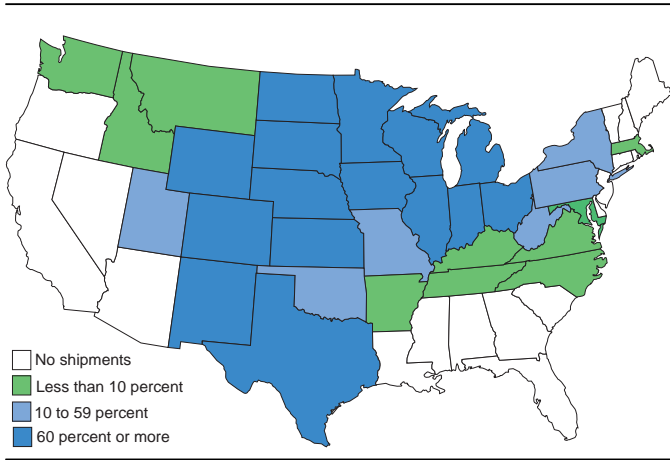 No shipments
Less than 10 percent
10 to 59 percent
60 percent or more